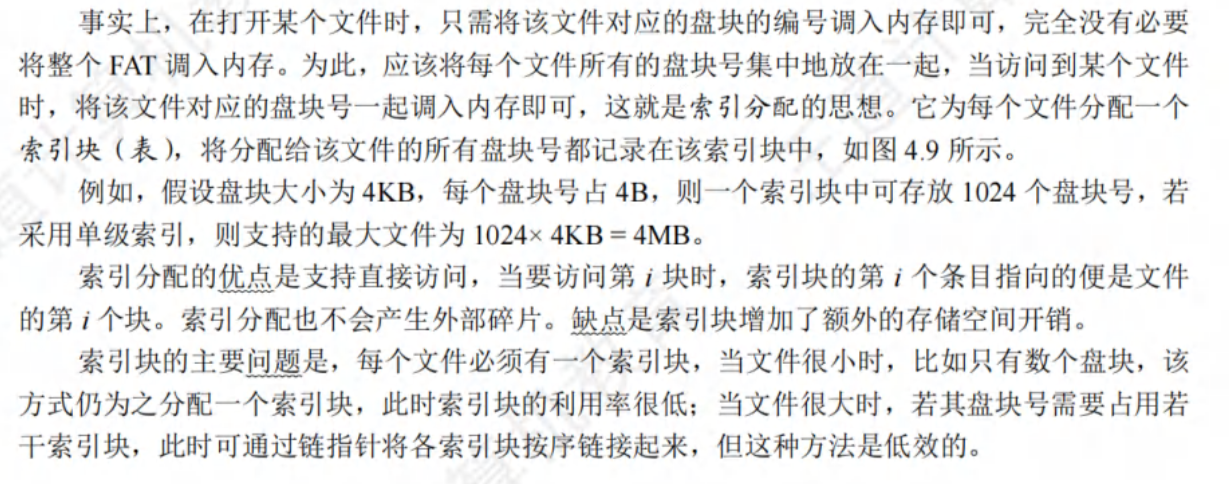 事实上，在打开某个文件时，只需将该文件对应的盘块的编号调入内存即可，完全没有必要
将整个 FAT 调入内存。为此，应该将每个文件所有的盘块号集中地放在一起，当访问到某个文件
时，将该文件对应的盘块号一起调入内存即可，这就是索引分配的思想。它为每个文件分配一个
索引块（表），将分配给该文件的所有盘块号都记录在该索引块中，如图 4.9 所示。
例如，假设盘块大小为 4KB，每个盘块号占 4B，则一个索引块中可存放 1024 个盘块号，若
采用单级索引，则支持的最大文件为 1024× 4KB = 4MB。
索引分配的优点是支持直接访问，当要访问第 i 块时，索引块的第 i 个条目指向的便是文件
的第 i 个块。索引分配也不会产生外部碎片。缺点是索引块增加了额外的存储空间开销。
索引块的主要问题是，每个文件必须有一个索引块，当文件很小时，比如只有数个盘块，该
方式仍为之分配一个索引块，此时索引块的利用率很低；当文件很大时，若其盘块号需要占用若
干索引块，此时可通过链指针将各索引块按序链接起来，但这种方法是低效的。